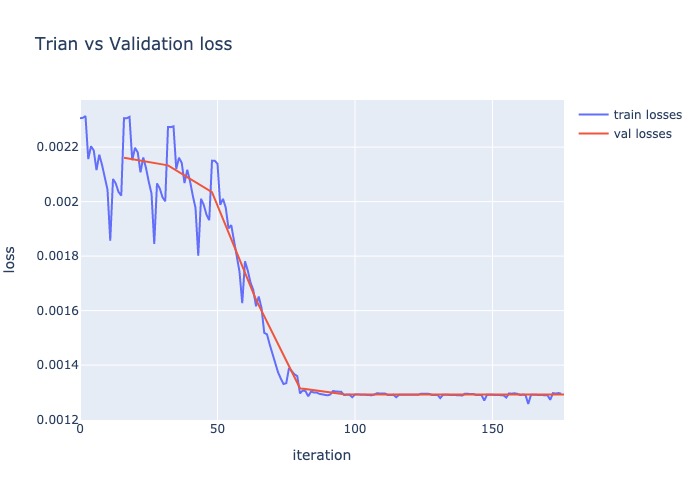 Trian vs Validation loss
train losses
val losses
0.0022
0.002
0.0018
0.0016
0.0014
0.0012
loss
0
50
100
150
iteration